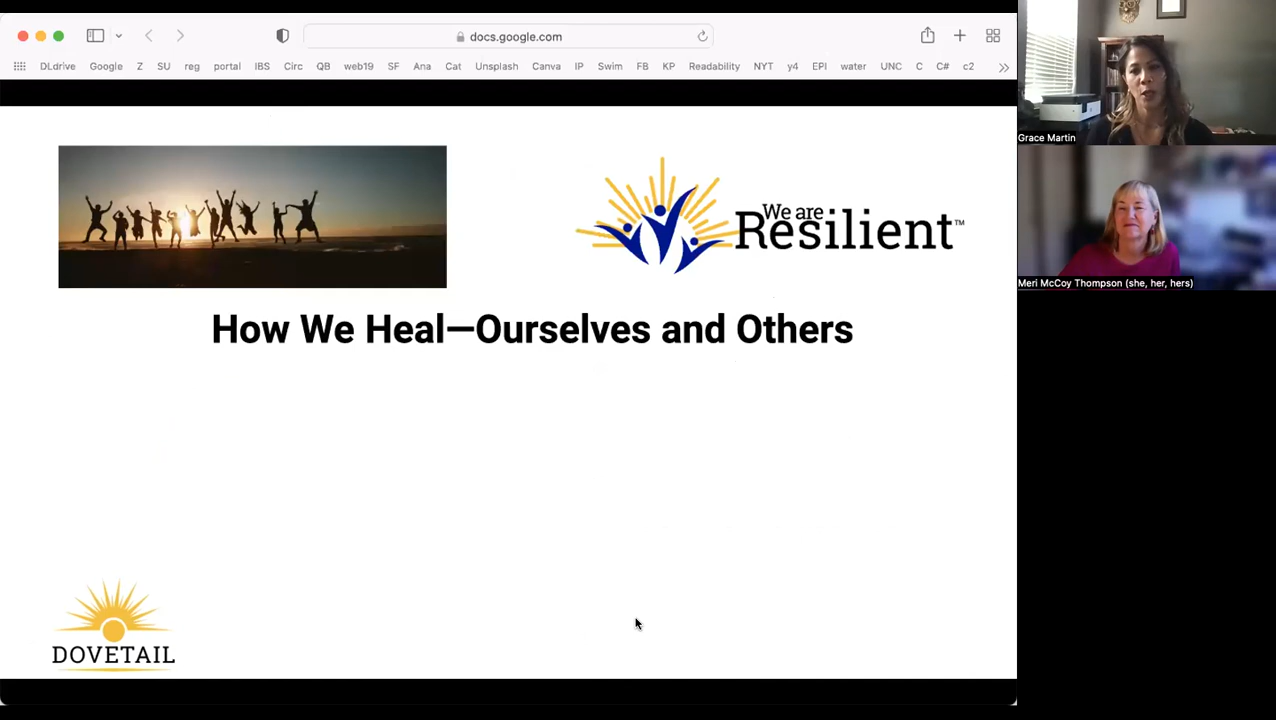 docs.google.com
DLdrive Google Z SU reg portal IBS Circ web18 SF Ana Cat Unsplash Canva IP Swim FB KP Readability NYT y4 EPI water UNC C C# c2
Grace Martin
We are
Resilient™
Meri McCoy Thompson (she, her, hers)
How We Heal—Ourselves and Others
DOVETAIL